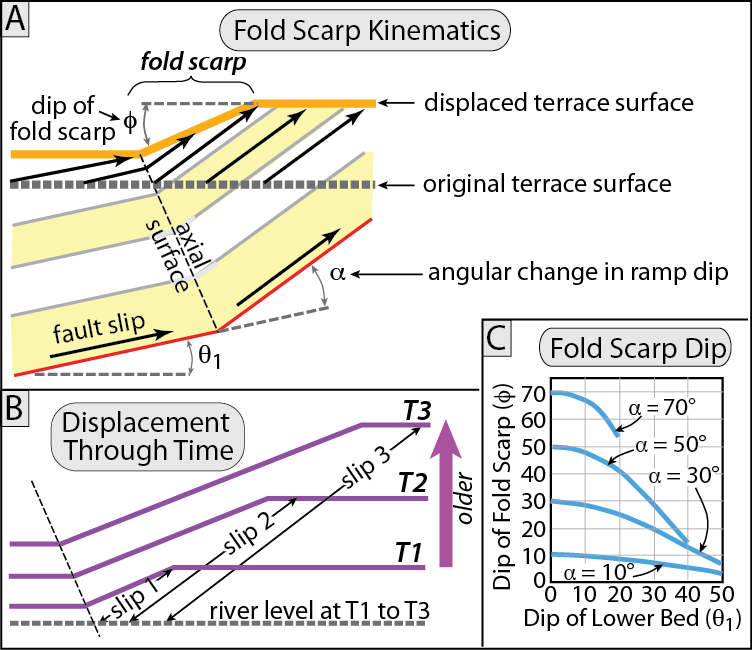 A
Fold Scarp Kinematics
fold scarp
dip of
fold scarp
ϕ
displaced terrace surface
original terrace surface
axial
surface
α
angular change in ramp dip
fault slip
θ1
B
Displacement
Through Time
T3
T2
T1
slip 3
slip 2
slip 1
older
river level at T1 to T3
C
Fold Scarp Dip
Dip of Fold Scarp (ϕ)
70
60
50
40
30
20
10
0
α = 70°
α = 50°
α = 30°
α = 10°
0 10 20 30 40 50
Dip of Lower Bed (θ1)